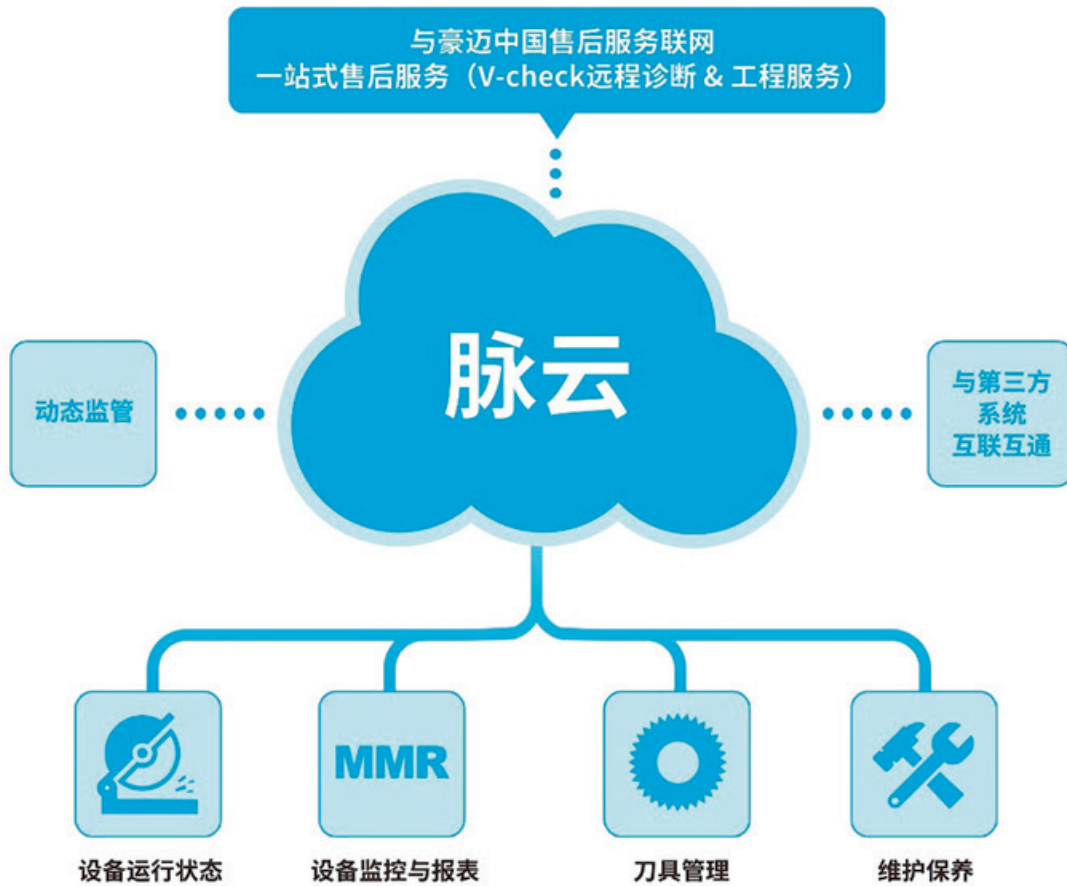 与豪迈中国售后服务联网
一站式售后服务（V-check远程诊断 & 工程服务）
脉云
动态监管
与第三方
系统
互联互通
MMR
设备运行状态
设备监控与报表
刀具管理
维护保养